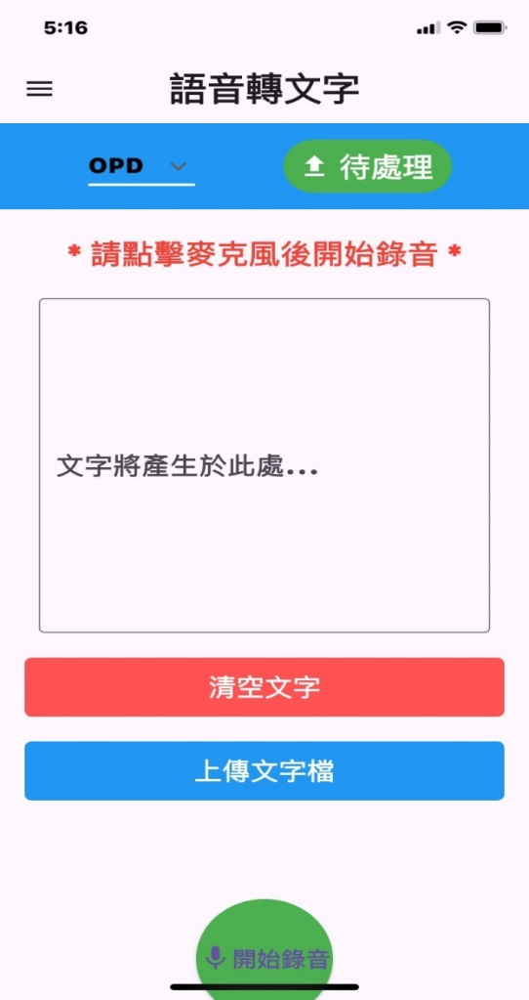 5:16
語音轉文字
OPD
待處理
* 請點擊麥克風後開始錄音 *
文字將產生於此處...
清空文字
上傳文字檔
開始錄音